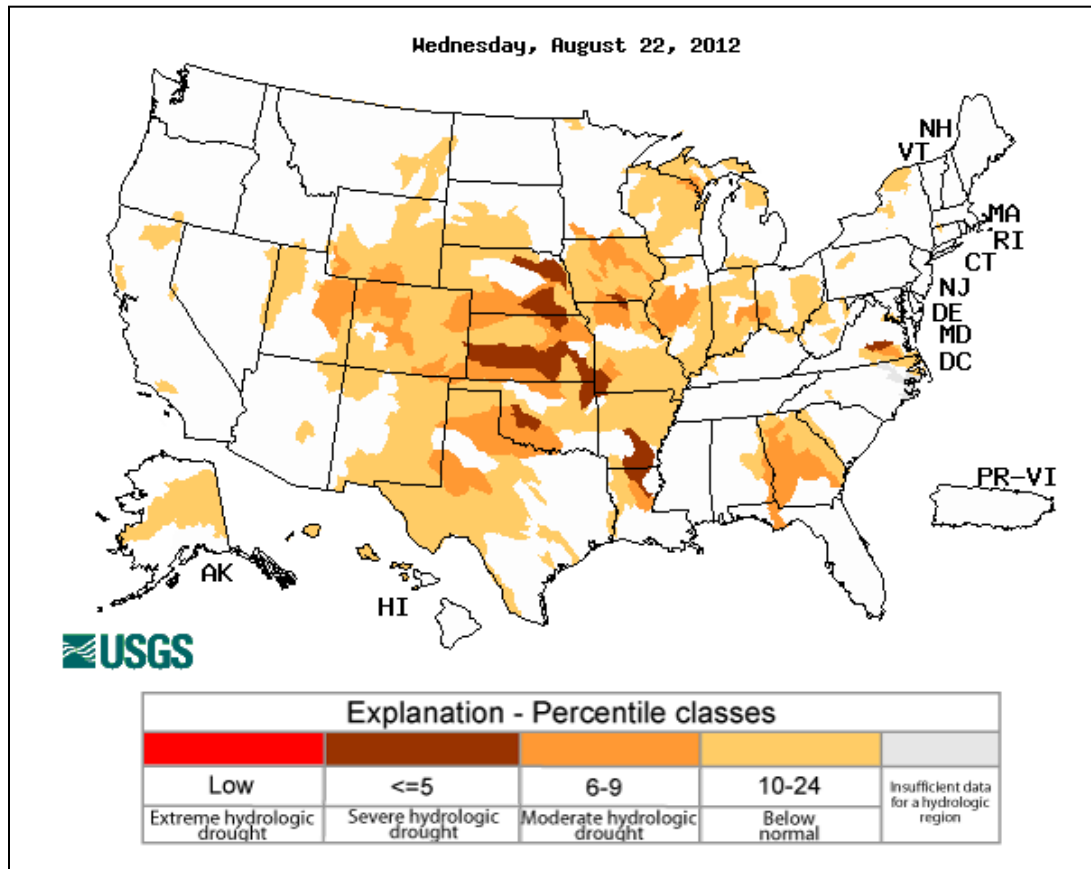 Wednesday, August 22, 2012
NH
VT
MA
RI
CT
NJ
DE
MD
DC
PR-VI
AK
HI
USGS
Explanation - Percentile classes
Low
<=5
6-9
10-24
Insufficient data
for a hydrologic
region
Extreme hydrologic
drought
Severe hydrologic
drought
Moderate hydrologic
drought
Below
normal